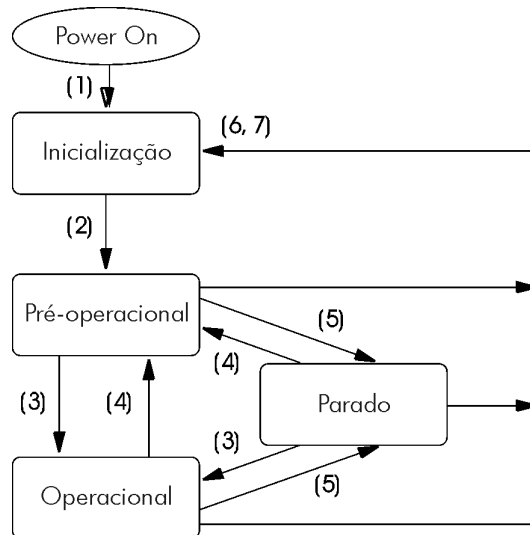 Power On
(1)
(6, 7)
Inicialização
(2)
Pré-operacional
(5)
(4)
(3)
(4)
Parado
(3)
Operacional
(5)